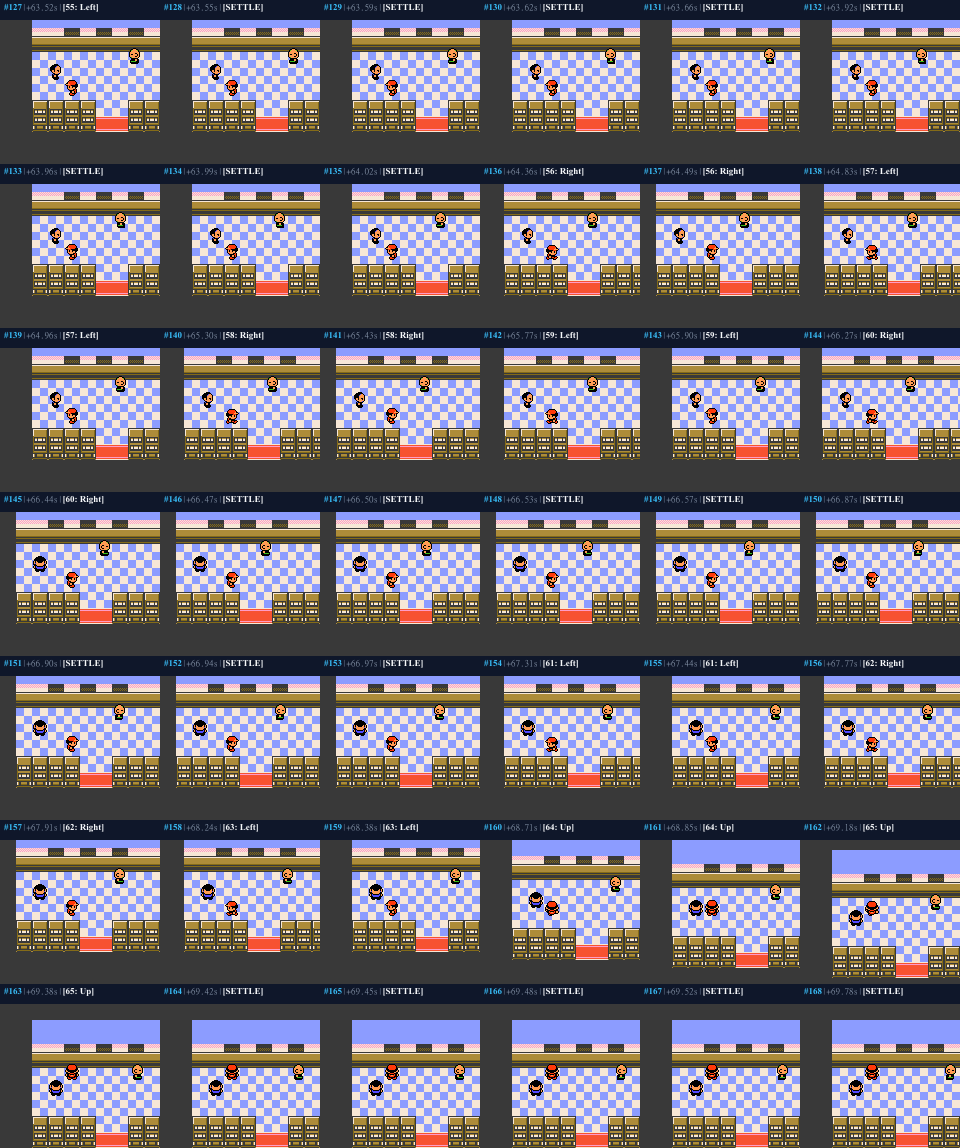 #127|+63.52s|[55: Left] #128|+63.55s|[SETTLE] #129|+63.59s|[SETTLE] #130|+63.62s|[SETTLE] #131|+63.66s|[SETTLE] #132|+63.92s|[SETTLE]
#133|+63.96s|[SETTLE] #134|+63.99s|[SETTLE] #135|+64.02s|[SETTLE] #136|+64.36s|[56: Right] #137|+64.49s|[56: Right] #138|+64.83s|[57: Left]
#139|+64.96s|[57: Left] #140|+65.30s|[58: Right] #141|+65.43s|[58: Right] #142|+65.77s|[59: Left] #143|+65.90s|[59: Left] #144|+66.27s|[60: Right]
#145|+66.44s|[60: Right] #146|+66.47s|[SETTLE] #147|+66.50s|[SETTLE] #148|+66.53s|[SETTLE] #149|+66.57s|[SETTLE] #150|+66.87s|[SETTLE]
#151|+66.90s|[SETTLE] #152|+66.94s|[SETTLE] #153|+66.97s|[SETTLE] #154|+67.31s|[61: Left] #155|+67.44s|[61: Left] #156|+67.77s|[62: Right]
#157|+67.91s|[62: Right] #158|+68.24s|[63: Left] #159|+68.38s|[63: Left] #160|+68.71s|[64: Up] #161|+68.85s|[64: Up] #162|+69.18s|[65: Up]
#163|+69.38s|[65: Up] #164|+69.42s|[SETTLE] #165|+69.45s|[SETTLE] #166|+69.48s|[SETTLE] #167|+69.52s|[SETTLE] #168|+69.78s|[SETTLE]